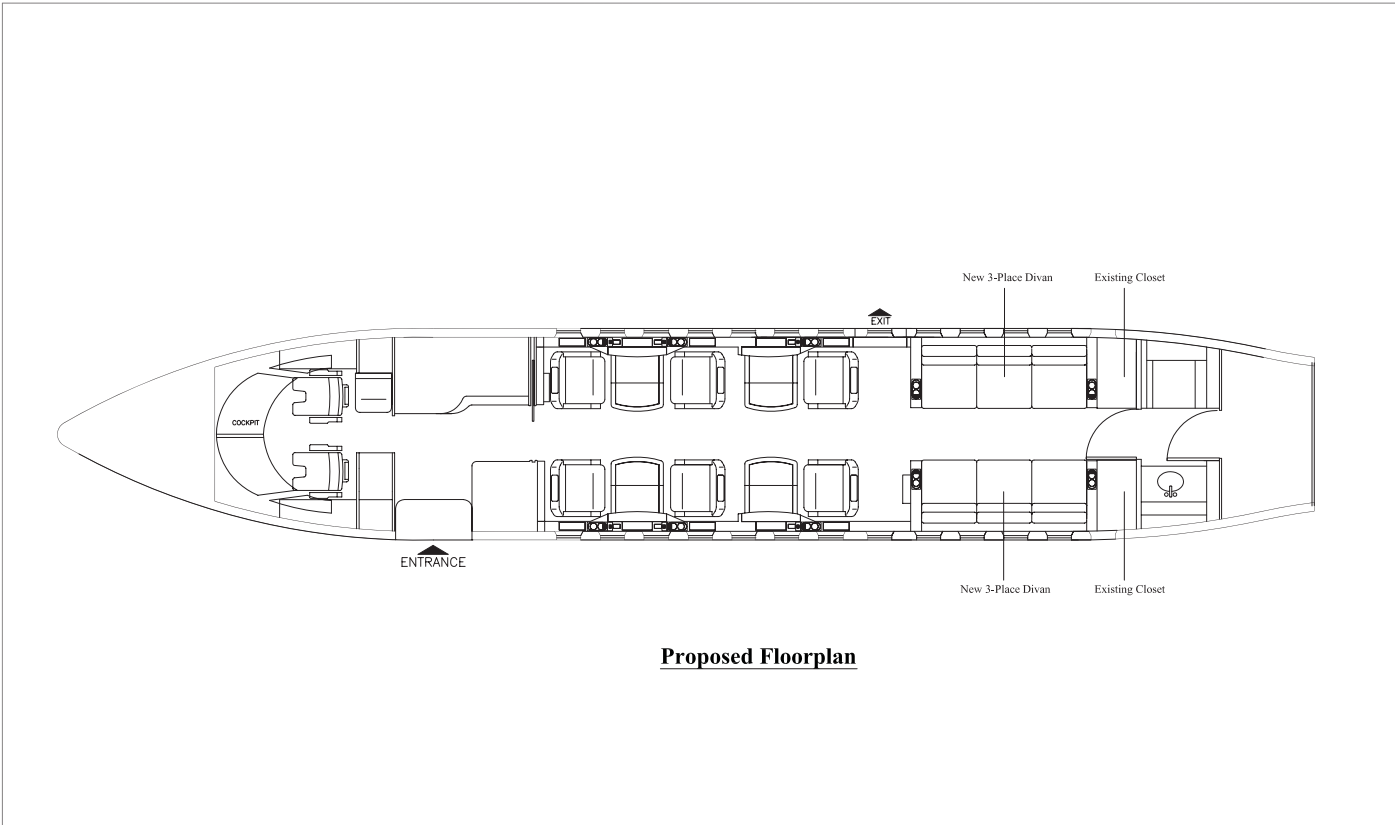 New 3-Place Divan
Existing Closet
EXIT
COCKPIT
ENTRANCE
New 3-Place Divan
Existing Closet
Proposed Floorplan